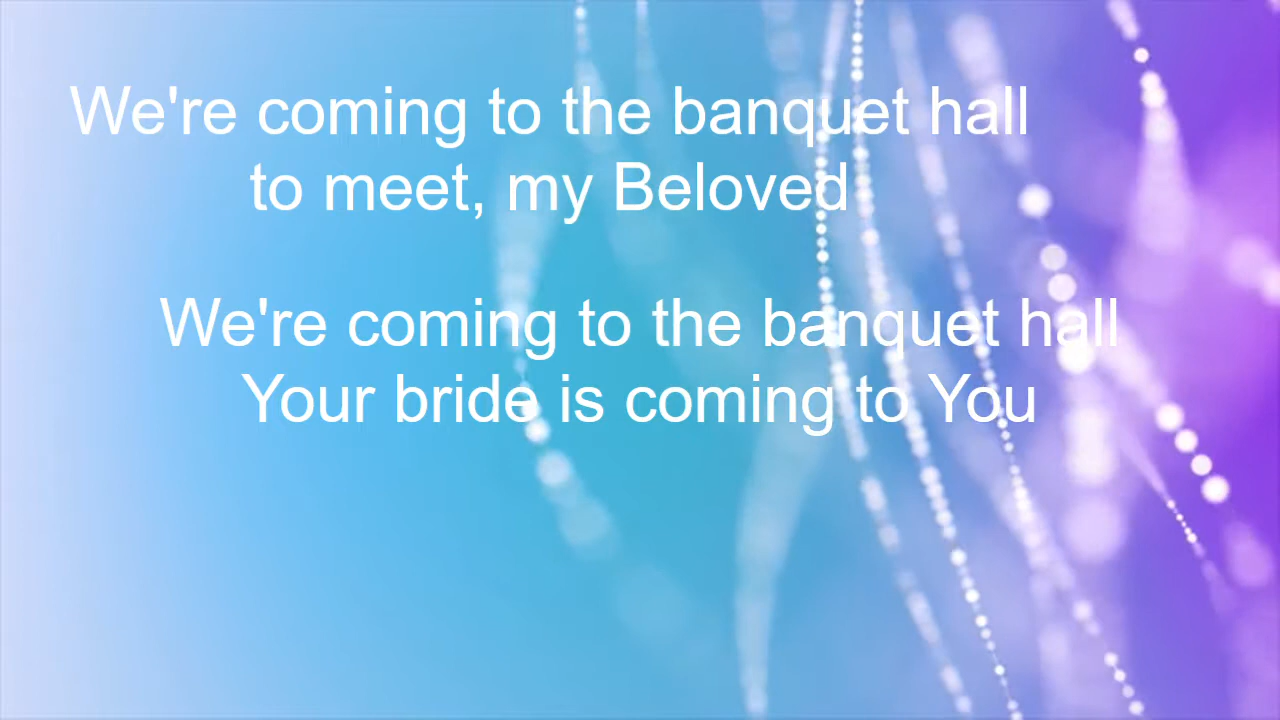 We're coming to the banquet hall
to meet, my Beloved
We're coming to the banquet hall
Your bride is coming to You